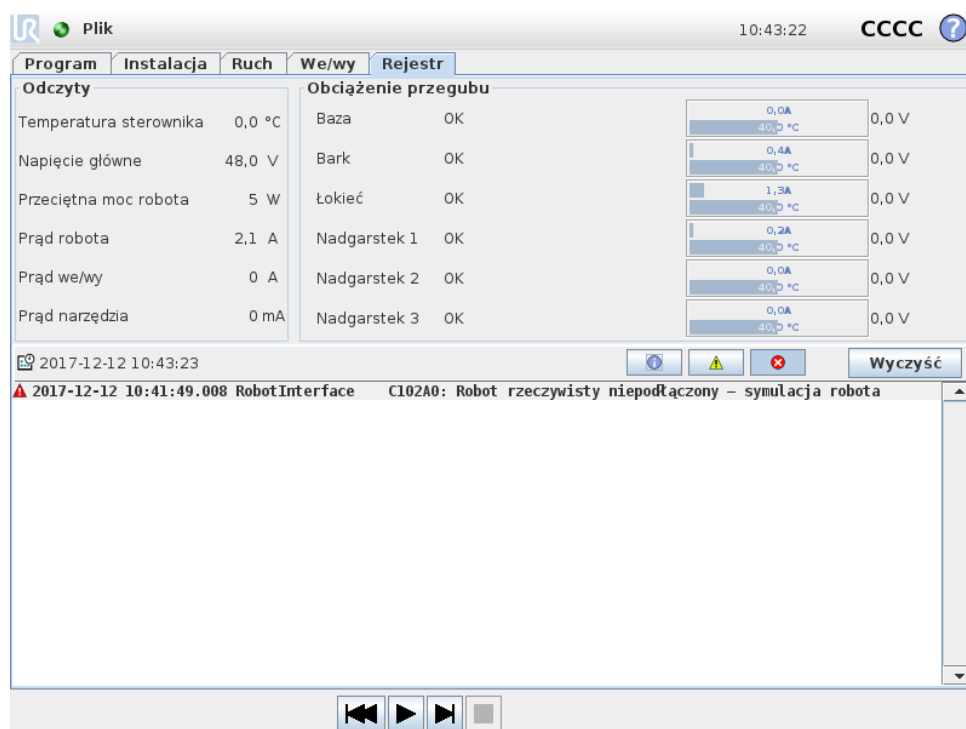 UR Plik 10:43:22 CCCC ?
Program Instalacja Ruch We/wy Rejestr
Odczyty
Temperatura sterownika 0,0 °C
Napięcie główne 48,0 V
Przeciętna moc robota 5 W
Prąd robota 2,1 A
Prąd we/wy 0 A
Prąd narzędzia 0 mA
Obciążenie przegubu
Baza OK 0,0A 40,0 °C 0,0 V
Bark OK 0,4A 40,0 °C 0,0 V
Łokieć OK 1,3A 40,0 °C 0,0 V
Nadgarstek 1 OK 0,2A 40,0 °C 0,0 V
Nadgarstek 2 OK 0,0A 40,0 °C 0,0 V
Nadgarstek 3 OK 0,0A 40,0 °C 0,0 V
2017-12-12 10:43:23 Wyczyść
2017-12-12 10:41:49.008 RobotInterface C102A0: Robot rzeczywisty niepodłączony – symulacja robota